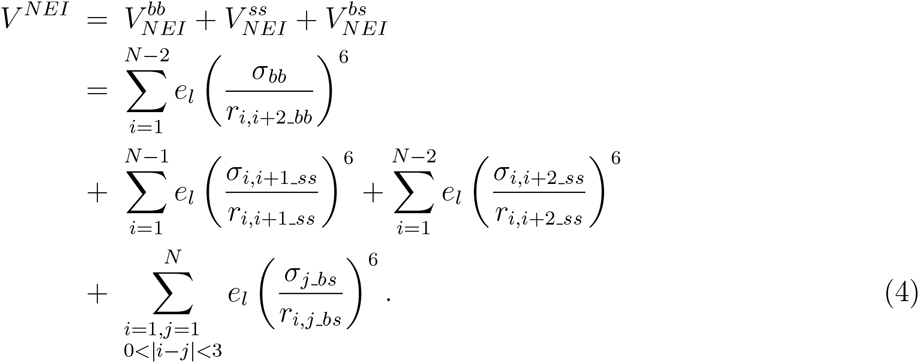 V^{NEI} = V_{NEI}^{bb} + V_{NEI}^{ss} + V_{NEI}^{bs}
= \sum_{i=1}^{N-2} e_l \left( \frac{\sigma_{bb}}{r_{i,i+2\_bb}} \right)^6
+ \sum_{i=1}^{N-1} e_l \left( \frac{\sigma_{i,i+1\_ss}}{r_{i,i+1\_ss}} \right)^6 + \sum_{i=1}^{N-2} e_l \left( \frac{\sigma_{i,i+2\_ss}}{r_{i,i+2\_ss}} \right)^6
+ \sum_{\substack{i=1,j=1 \\ 0<|i-j|<3}}^{N} e_l \left( \frac{\sigma_{j\_bs}}{r_{i,j\_bs}} \right)^6 . (4)